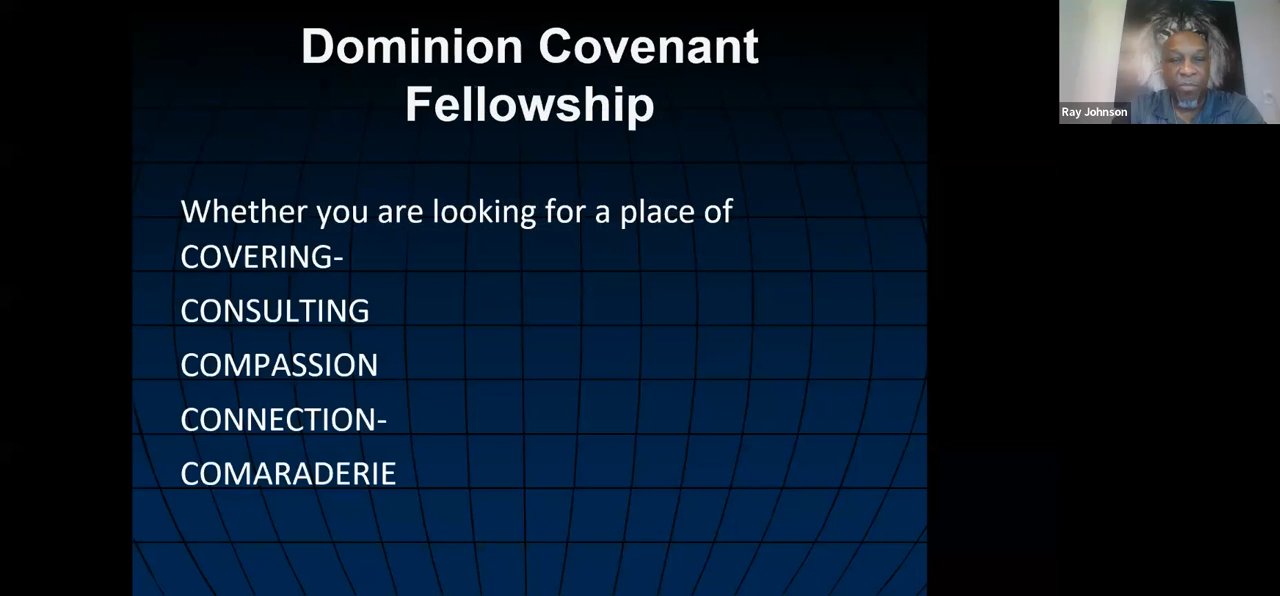 Dominion Covenant
Fellowship
Whether you are looking for a place of
COVERING-
CONSULTING
COMPASSION
CONNECTION-
COMARADERIE
Ray Johnson